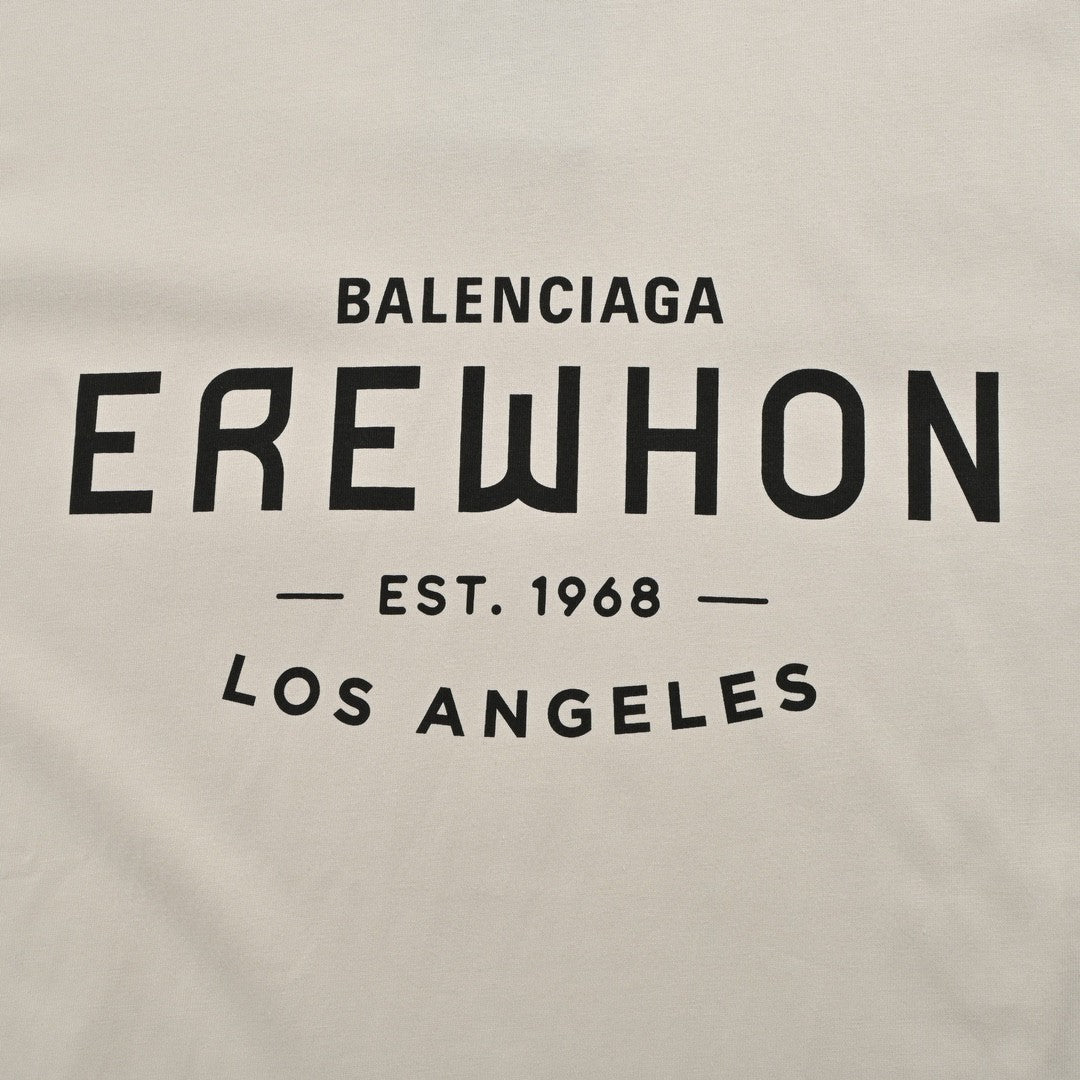 BALENCIAGA
EREWHON
— EST. 1968 —
LOS ANGELES